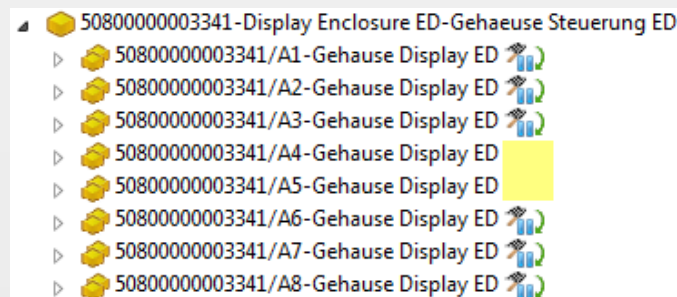 50800000003341-Display Enclosure ED-Gehaeuse Steuerung ED
50800000003341/A1-Gehause Display ED
50800000003341/A2-Gehause Display ED
50800000003341/A3-Gehause Display ED
50800000003341/A4-Gehause Display ED
50800000003341/A5-Gehause Display ED
50800000003341/A6-Gehause Display ED
50800000003341/A7-Gehause Display ED
50800000003341/A8-Gehause Display ED